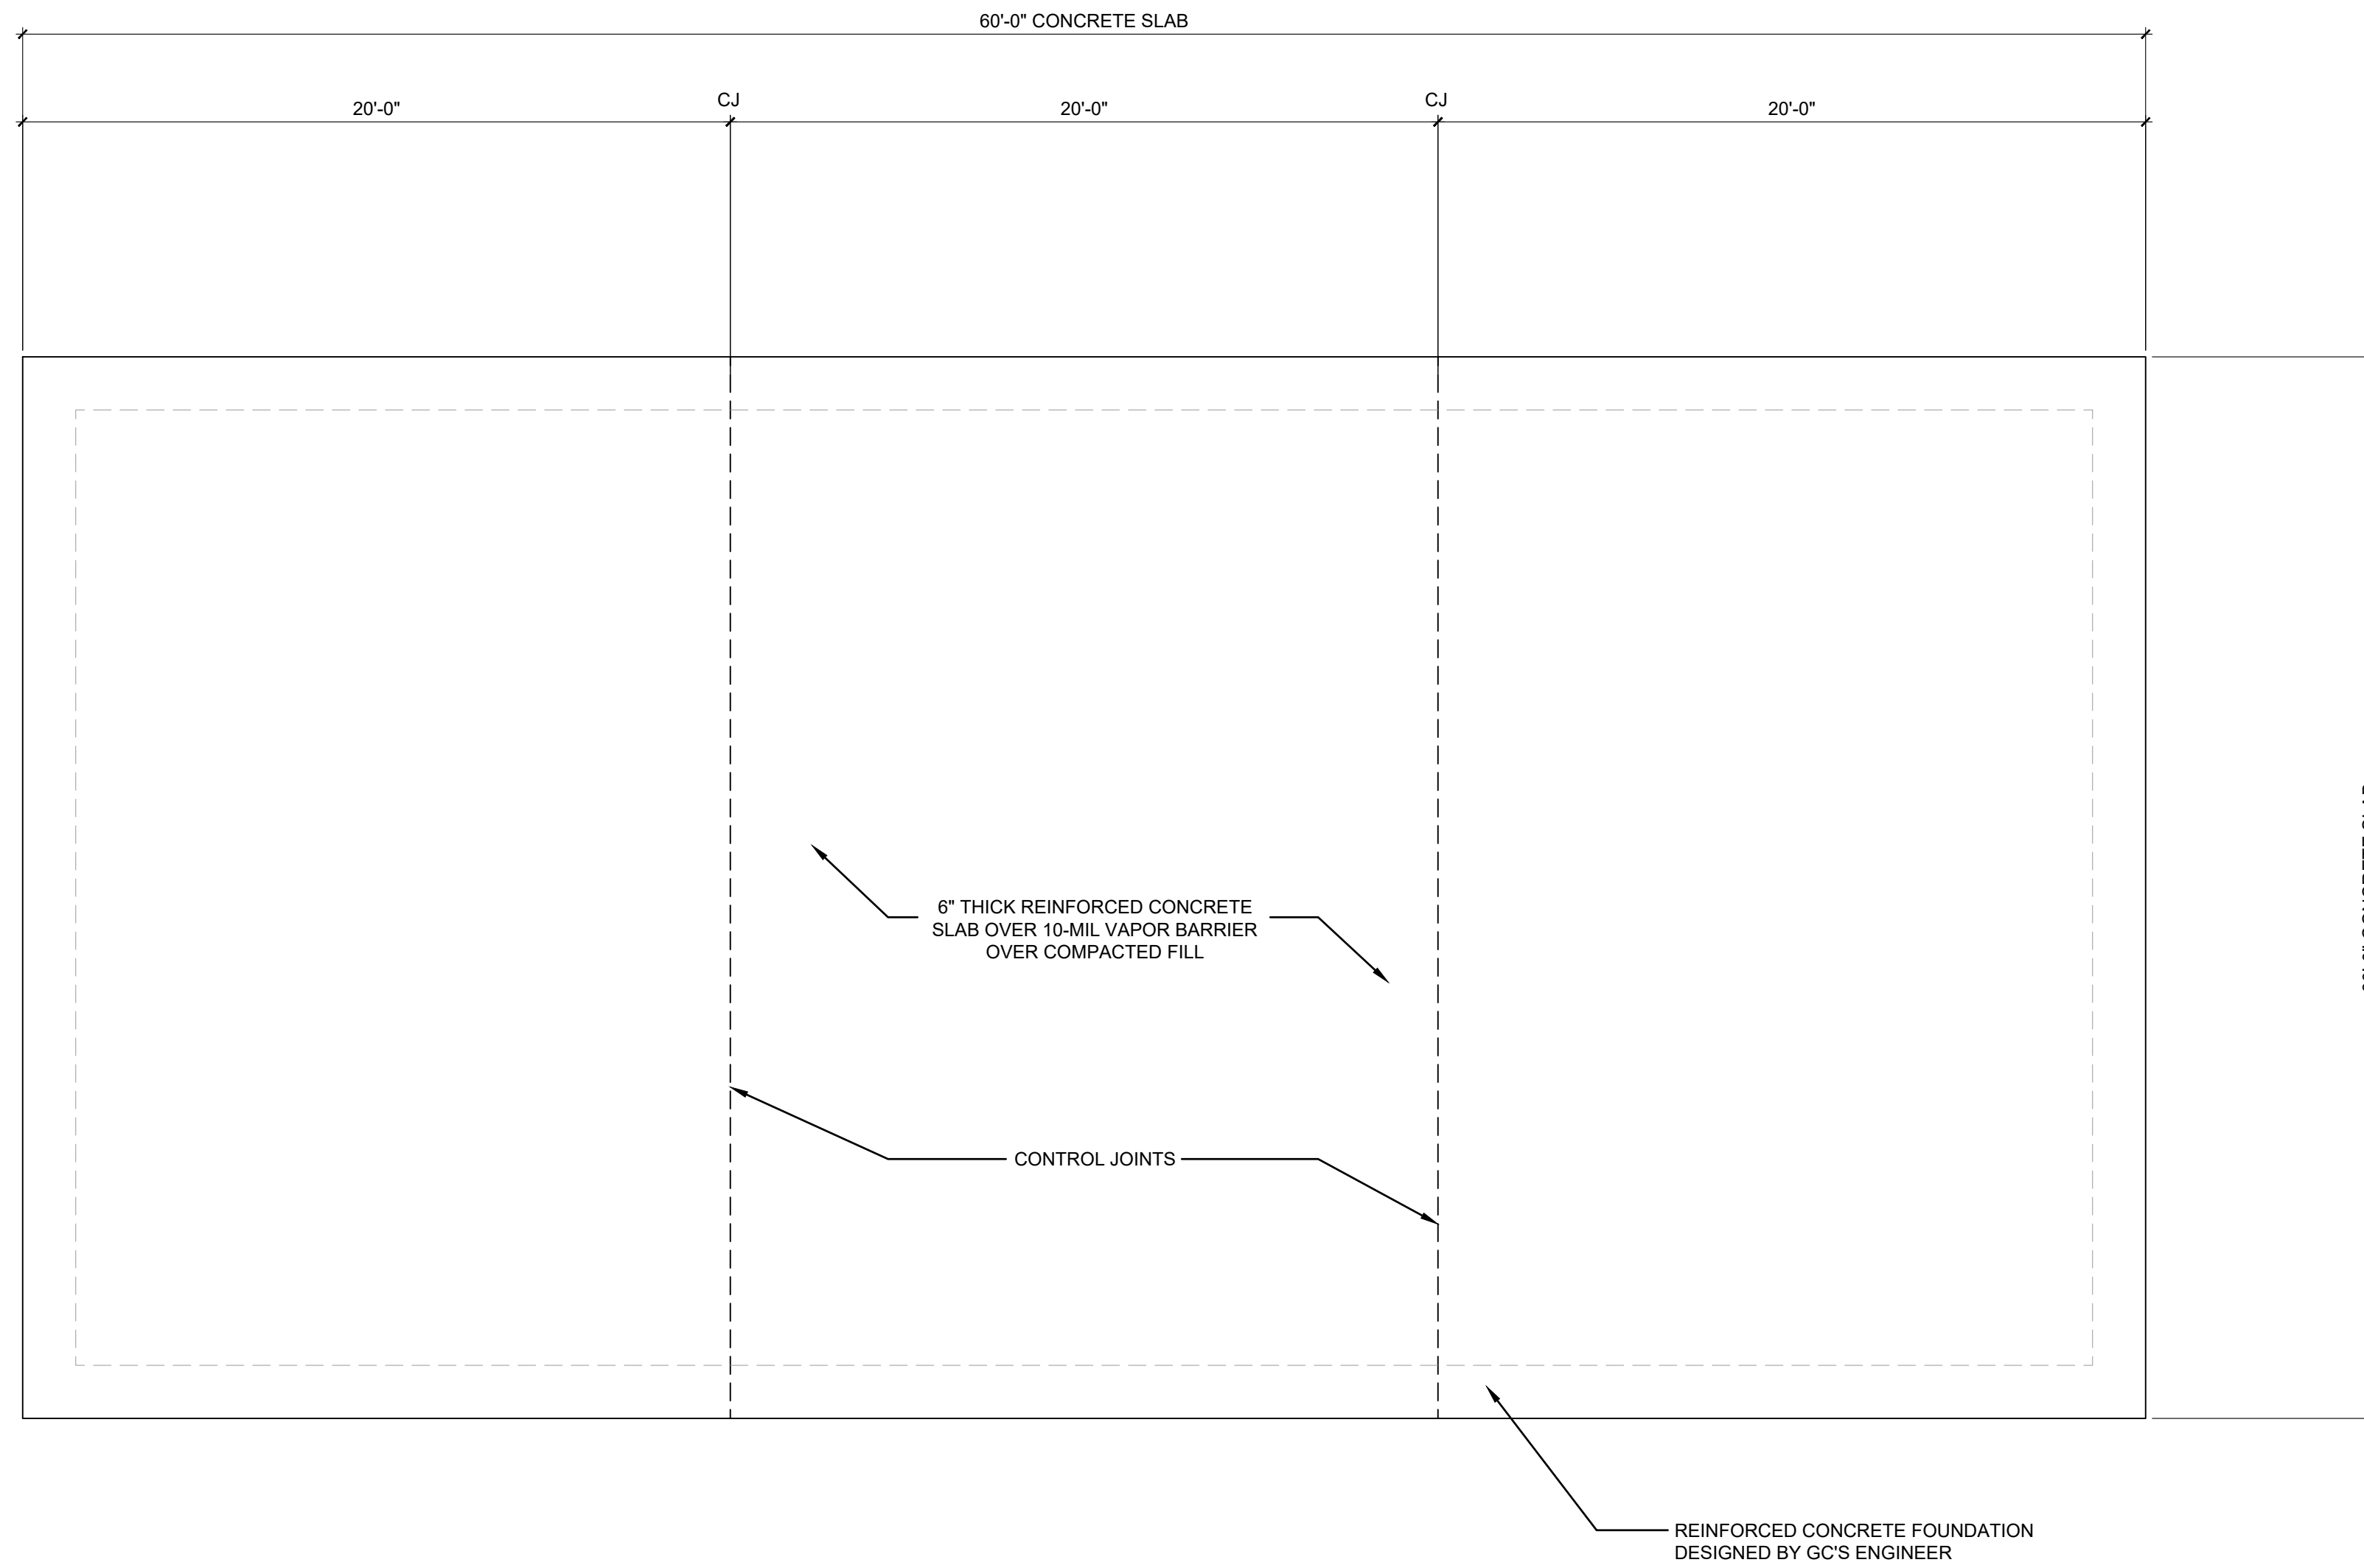 60'-0" CONCRETE SLAB
CJ
CJ
20'-0"
20'-0"
20'-0"
6" THICK REINFORCED CONCRETE
SLAB OVER 10-MIL VAPOR BARRIER
OVER COMPACTED FILL
CONTROL JOINTS
REINFORCED CONCRETE FOUNDATION
DESIGNED BY GC'S ENGINEER